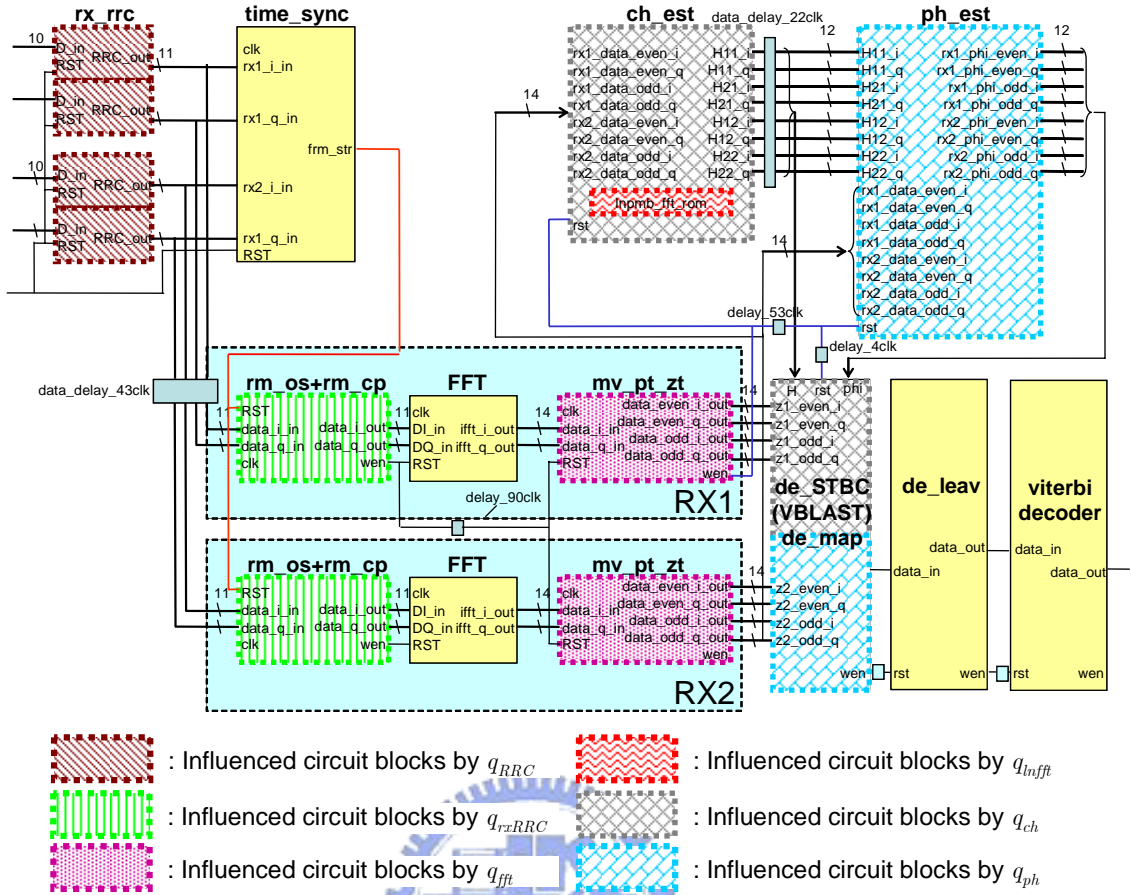 rx_rrc
time_sync
ch_est
data_delay_22clk
ph_est
10
D_in
RST
RRC_out
11
D_in
RST
RRC_out
10
D_in
RST
RRC_out
D_in
RST
RRC_out
11
clk
rx1_i_in
rx1_q_in
frm_str
rx2_i_in
rx1_q_in
RST
14
rx1_data_even_i
rx1_data_even_q
rx1_data_odd_i
rx1_data_odd_q
rx2_data_even_i
rx2_data_even_q
rx2_data_odd_i
rx2_data_odd_q
H11_i
H11_q
H21_i
H21_q
H12_i
H12_q
H22_i
H22_q
lnpmb_fft_rom
rst
12
H11_i
H11_q
H21_i
H21_q
H12_i
H12_q
H22_i
H22_q
rx1_phi_even_i
rx1_phi_even_q
rx1_phi_odd_i
rx1_phi_odd_q
rx2_phi_even_i
rx2_phi_even_q
rx2_phi_odd_i
rx2_phi_odd_q
12
14
rx1_data_even_i
rx1_data_even_q
rx1_data_odd_i
rx1_data_odd_q
rx2_data_even_i
rx2_data_even_q
rx2_data_odd_i
rx2_data_odd_q
rst
delay_53clk
delay_4clk
data_delay_43clk
rm_os+rm_cp
FFT
mv_pt_zt
RST
data_i_in
data_q_in
clk
data_i_out
data_q_out
wen
11
clk
DI_in
DQ_in
RST
ifft_i_out
ifft_q_out
14
clk
data_i_in
data_q_in
RST
data_even_i_out
data_even_q_out
data_odd_i_out
data_odd_q_out
wen
14
delay_90clk
RX1
rm_os+rm_cp
FFT
mv_pt_zt
11
RST
data_i_in
data_q_in
clk
data_i_out
data_q_out
wen
11
clk
DI_in
DQ_in
RST
ifft_i_out
ifft_q_out
14
clk
data_i_in
data_q_in
RST
data_even_i_out
data_even_q_out
data_odd_i_out
data_odd_q_out
wen
14
RX2
H rst phi
z1_even_i
z1_even_q
z1_odd_i
z1_odd_q
de_STBC
(VBLAST)
de_map
z2_even_i
z2_even_q
z2_odd_i
z2_odd_q
wen
de_leav
data_out
data_in
rst
wen
viterbi
decoder
data_in
data_out
rst
wen
: Influenced circuit blocks by qRRC
: Influenced circuit blocks by qlnfft
: Influenced circuit blocks by qrxRRC
: Influenced circuit blocks by qch
: Influenced circuit blocks by qfft
: Influenced circuit blocks by qph